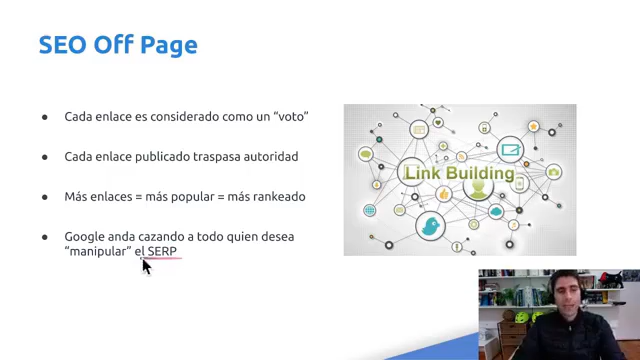 SEO Off Page
● Cada enlace es considerado como un “voto”
● Cada enlace publicado traspasa autoridad
● Más enlaces = más popular = más rankeado
● Google anda cazando a todo quien desea
“manipular” el SERP
Link Building